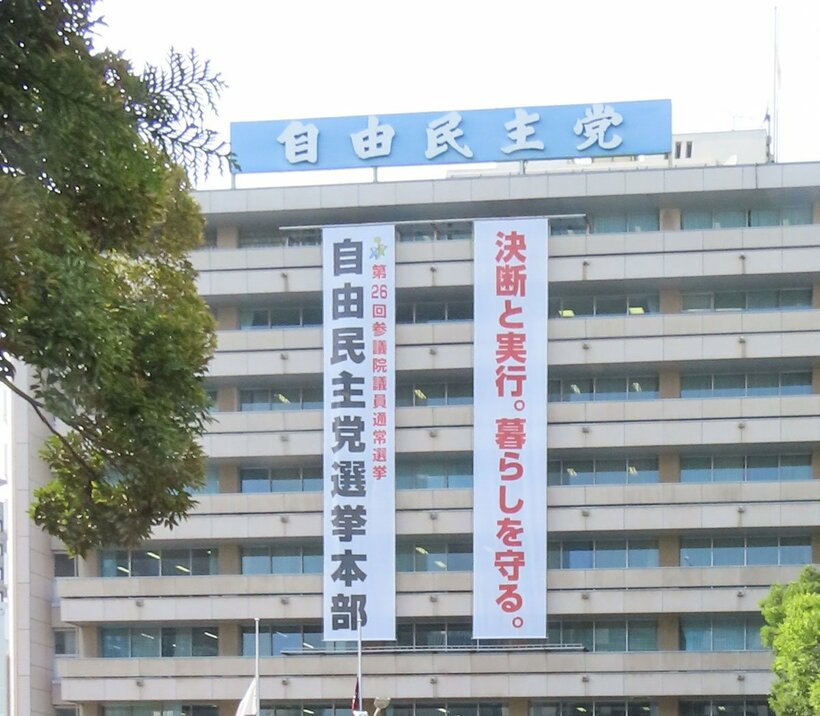 自由民主党
決断と実行。暮らしを守る。
第26回参議院議員通常選挙
自由民主党選挙本部